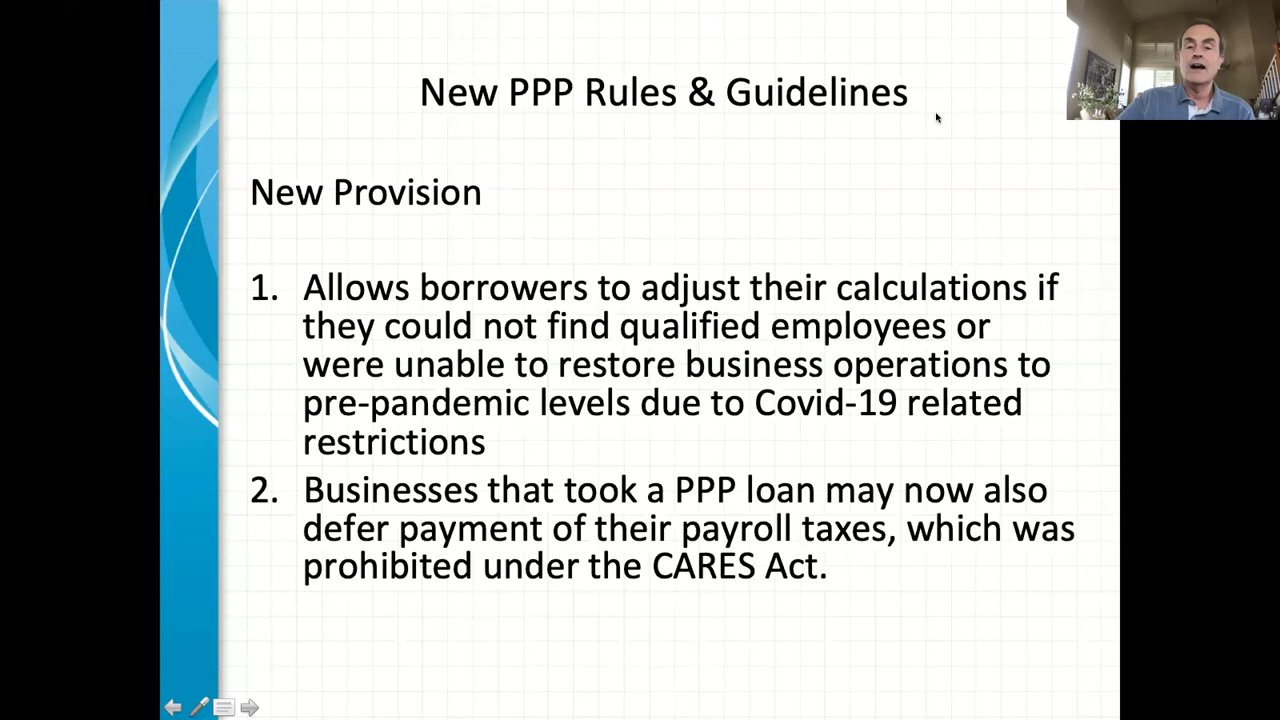 New PPP Rules & Guidelines
New Provision
1. Allows borrowers to adjust their calculations if
they could not find qualified employees or
were unable to restore business operations to
pre-pandemic levels due to Covid-19 related
restrictions
2. Businesses that took a PPP loan may now also
defer payment of their payroll taxes, which was
prohibited under the CARES Act.